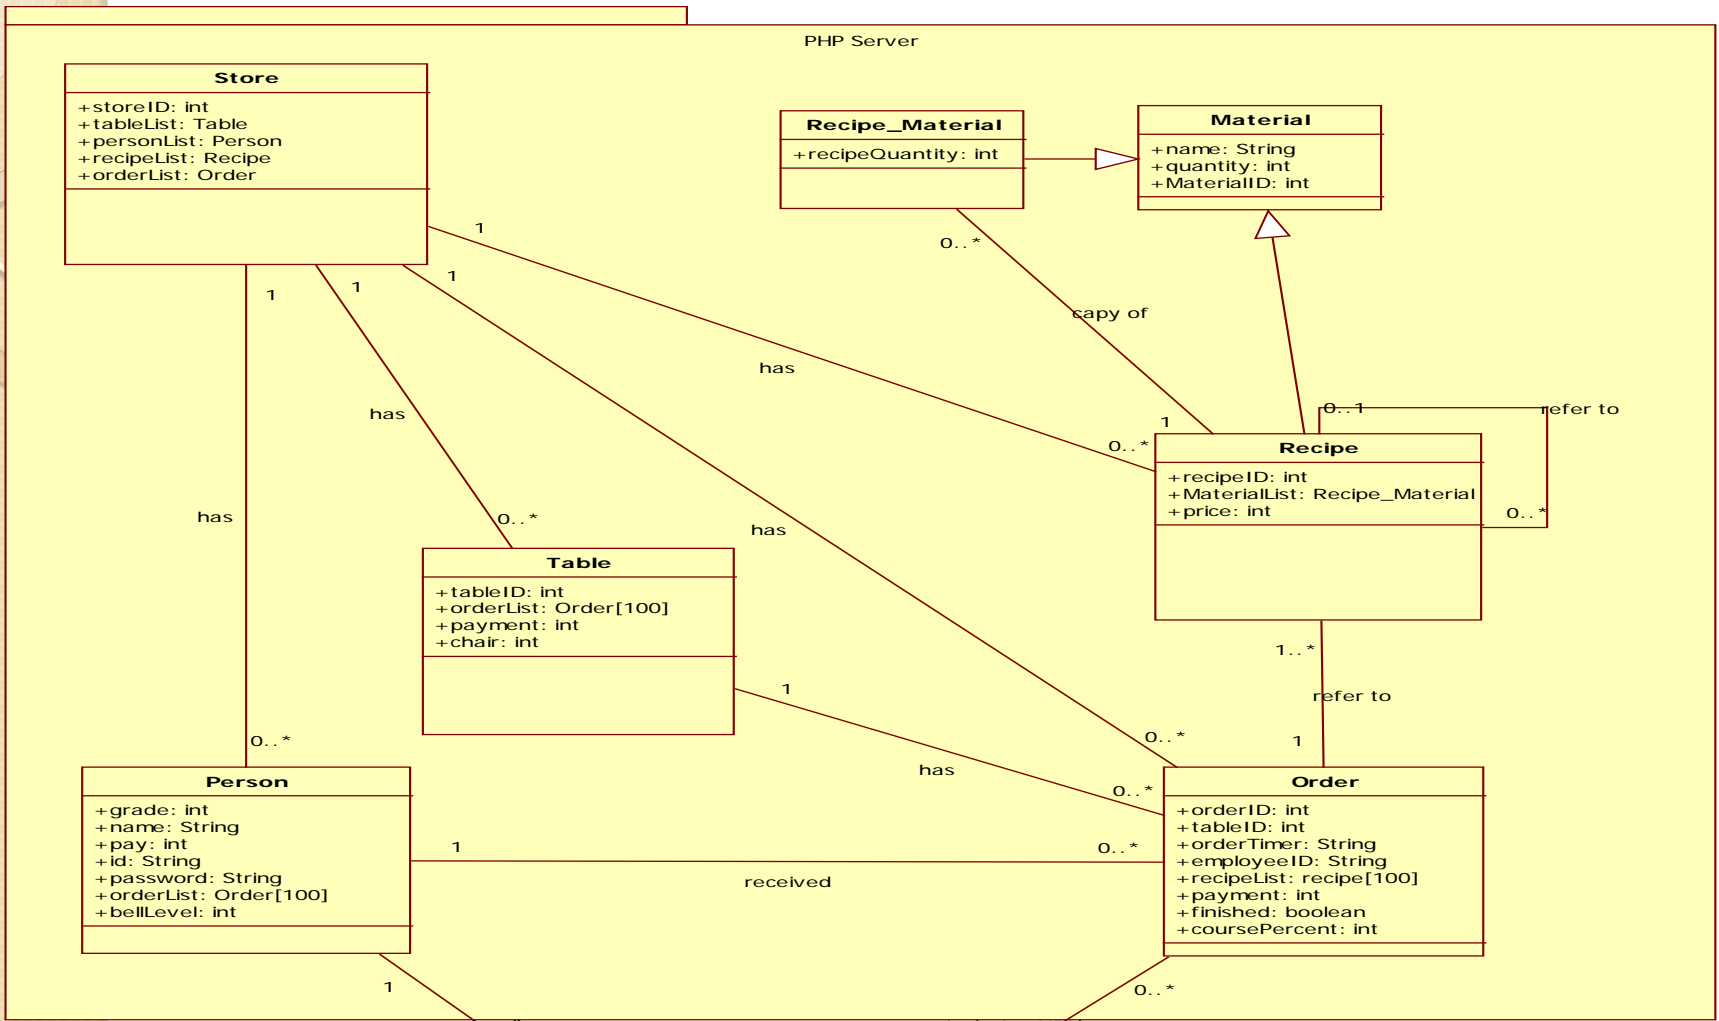 PHP Server
Store
+storeID: int
+tableList: Table
+personList: Person
+recipeList: Recipe
+orderList: Order
Recipe_Material
+recipeQuantity: int
Material
+name: String
+quantity: int
+MaterialID: int
1
1
1
1
0..*
capy of
has
has
has
has
0..1
refer to
1
0..*
Recipe
+recipeID: int
+MaterialList: Recipe_Material
+price: int
0..*
0..*
Table
+tableID: int
+orderList: Order[100]
+payment: int
+chair: int
1..*
refer to
1
1
has
0..*
0..*
0..*
Person
+grade: int
+name: String
+pay: int
+id: String
+password: String
+orderList: Order[100]
+bellLevel: int
1
received
0..*
Order
+orderID: int
+tableID: int
+orderTimer: String
+employeeID: String
+recipeList: recipe[100]
+payment: int
+finished: boolean
+coursePercent: int
1
0..*